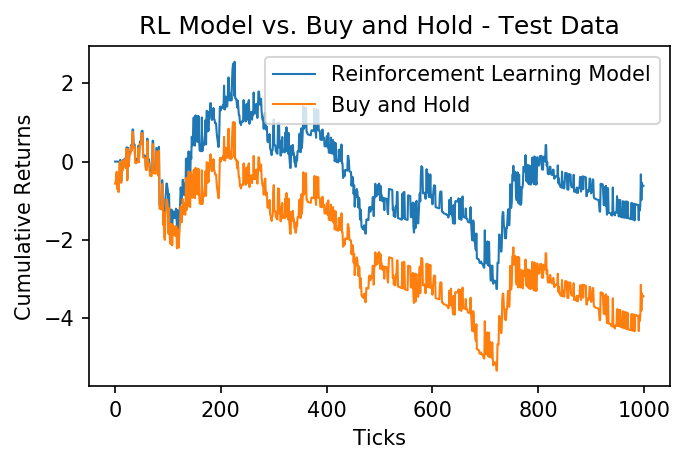 RL Model vs. Buy and Hold - Test Data
Reinforcement Learning Model
Buy and Hold
Cumulative Returns
2
0
−2
−4
0 200 400 600 800 1000
Ticks